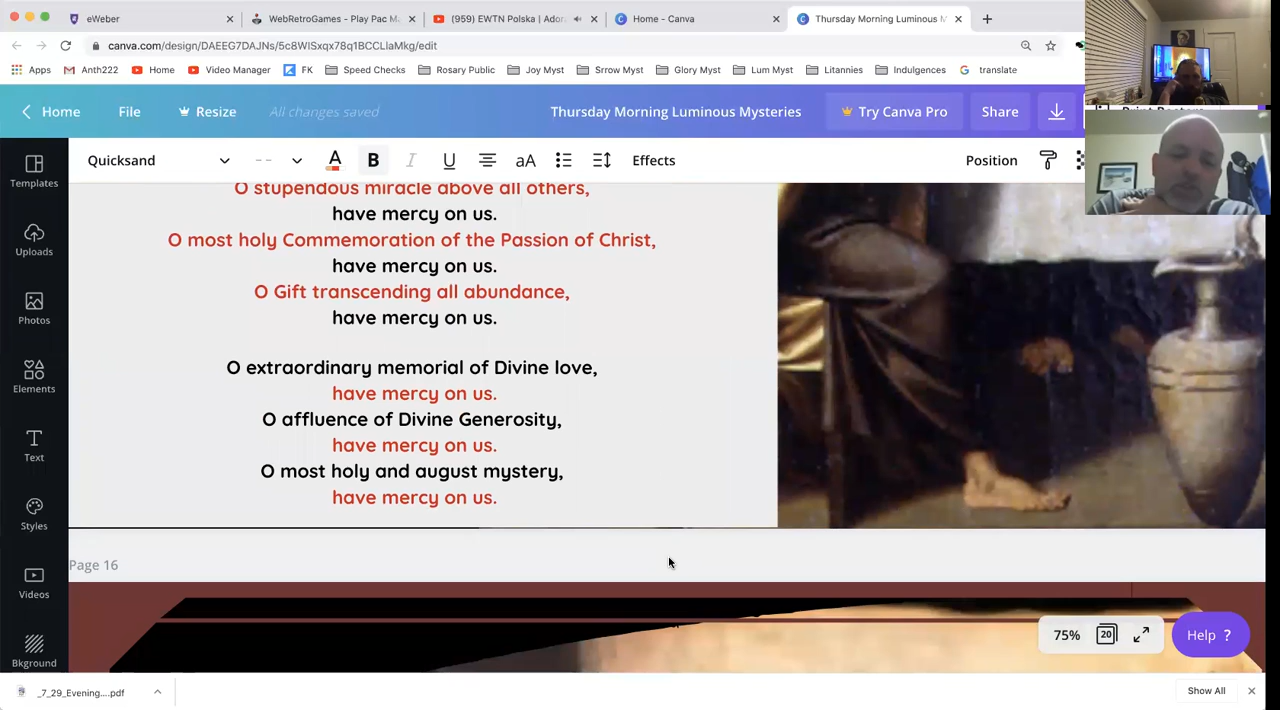 eWeber
WebRetroGames - Play Pac M
(959) EWTN Polska | Ador
Home - Canva
Thursday Morning Luminous M
canva.com/design/DAEEG7DAJNs/5c8WISxqx78q1BCCLlaMkg/edit
Apps
Anth222
Home
Video Manager
FK
Speed Checks
Rosary Public
Joy Myst
Srrow Myst
Glory Myst
Lum Myst
Litannies
Indulgences
translate
Home
File
Resize
All changes saved
Thursday Morning Luminous Mysteries
Try Canva Pro
Share
Quicksand
--
A
B
I
U
aA
Effects
Position
Templates
Uploads
Photos
Elements
Text
Styles
Videos
Bkground
O stupendous miracle above all others,
have mercy on us.
O most holy Commemoration of the Passion of Christ,
have mercy on us.
O Gift transcending all abundance,
have mercy on us.
O extraordinary memorial of Divine love,
have mercy on us.
O affluence of Divine Generosity,
have mercy on us.
O most holy and august mystery,
have mercy on us.
Page 16
75%
20
Help ?
_7_29_Evening....pdf
Show All